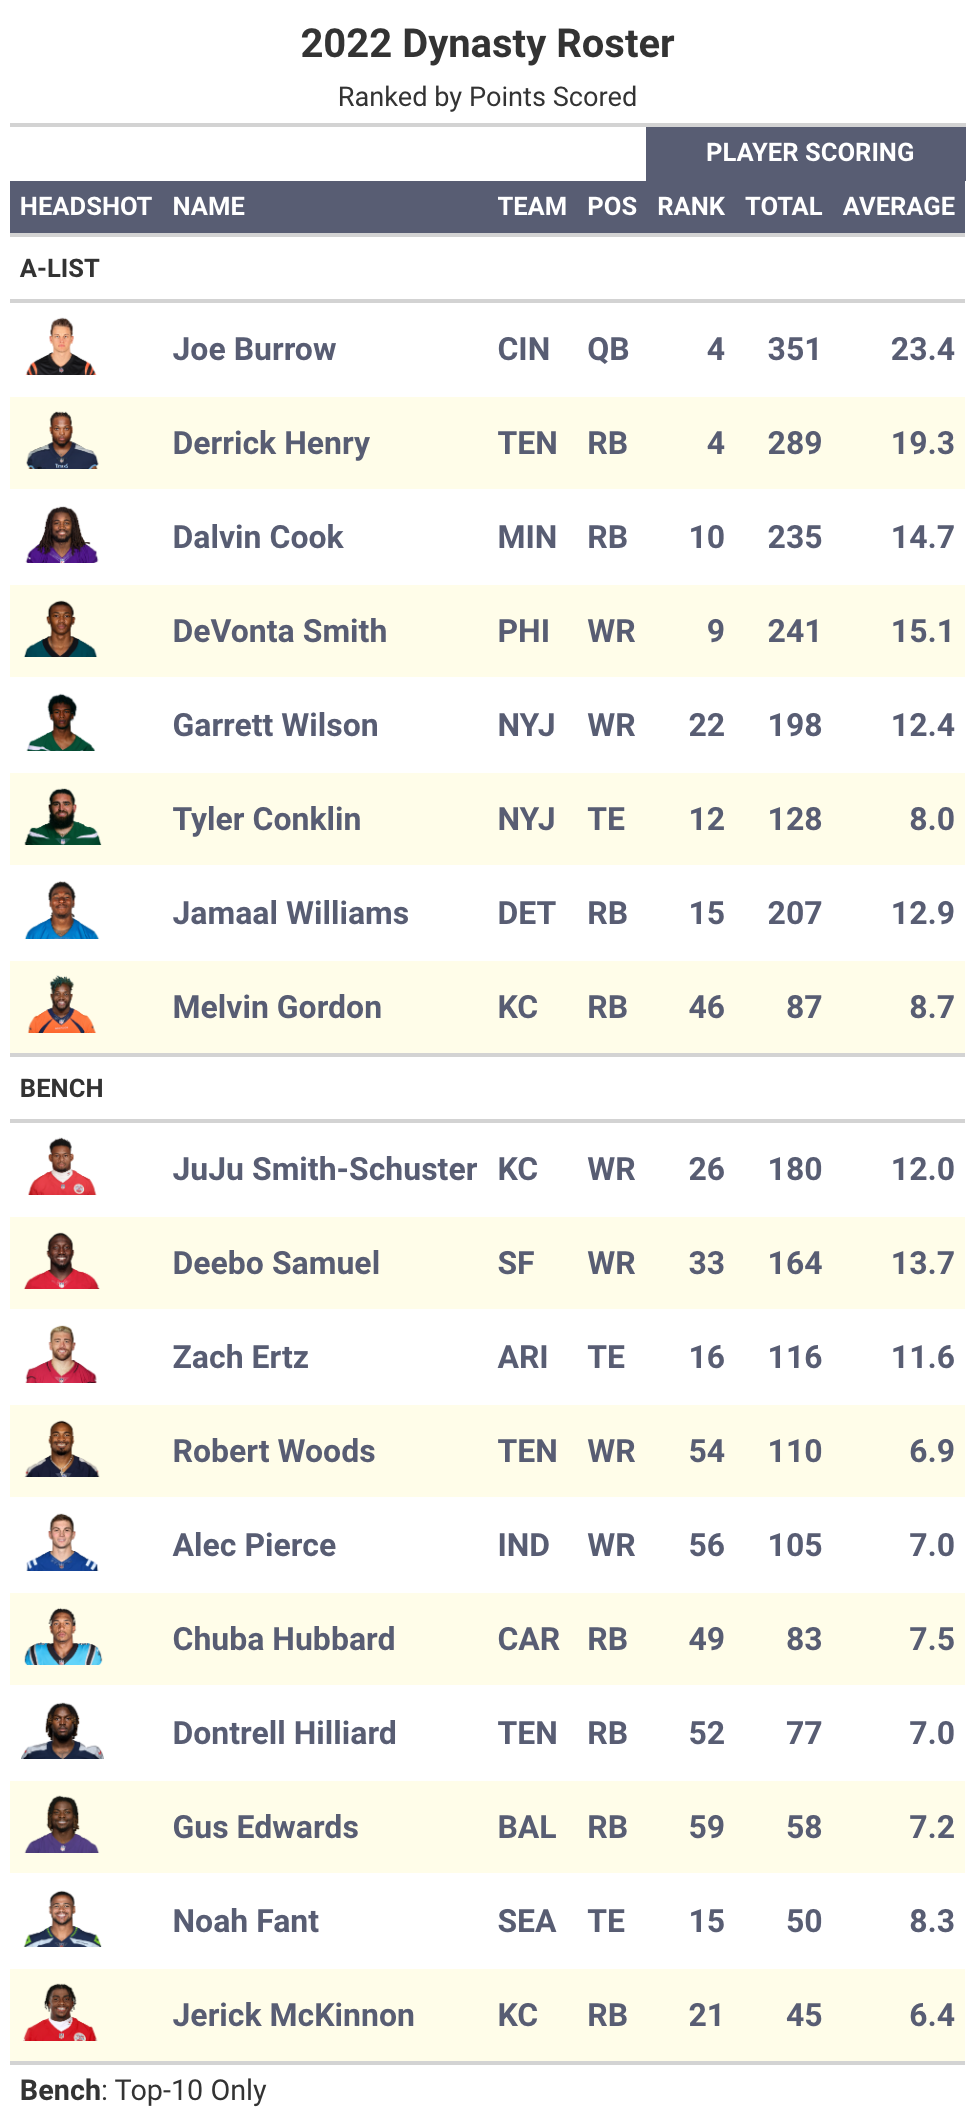 2022 Dynasty Roster
Ranked by Points Scored
PLAYER SCORING
HEADSHOT NAME TEAM POS RANK TOTAL AVERAGE
A-LIST
Joe Burrow CIN QB 4 351 23.4
Derrick Henry TEN RB 4 289 19.3
Dalvin Cook MIN RB 10 235 14.7
DeVonta Smith PHI WR 9 241 15.1
Garrett Wilson NYJ WR 22 198 12.4
Tyler Conklin NYJ TE 12 128 8.0
Jamaal Williams DET RB 15 207 12.9
Melvin Gordon KC RB 46 87 8.7
BENCH
JuJu Smith-Schuster KC WR 26 180 12.0
Deebo Samuel SF WR 33 164 13.7
Zach Ertz ARI TE 16 116 11.6
Robert Woods TEN WR 54 110 6.9
Alec Pierce IND WR 56 105 7.0
Chuba Hubbard CAR RB 49 83 7.5
Dontrell Hilliard TEN RB 52 77 7.0
Gus Edwards BAL RB 59 58 7.2
Noah Fant SEA TE 15 50 8.3
Jerick McKinnon KC RB 21 45 6.4
Bench: Top-10 Only